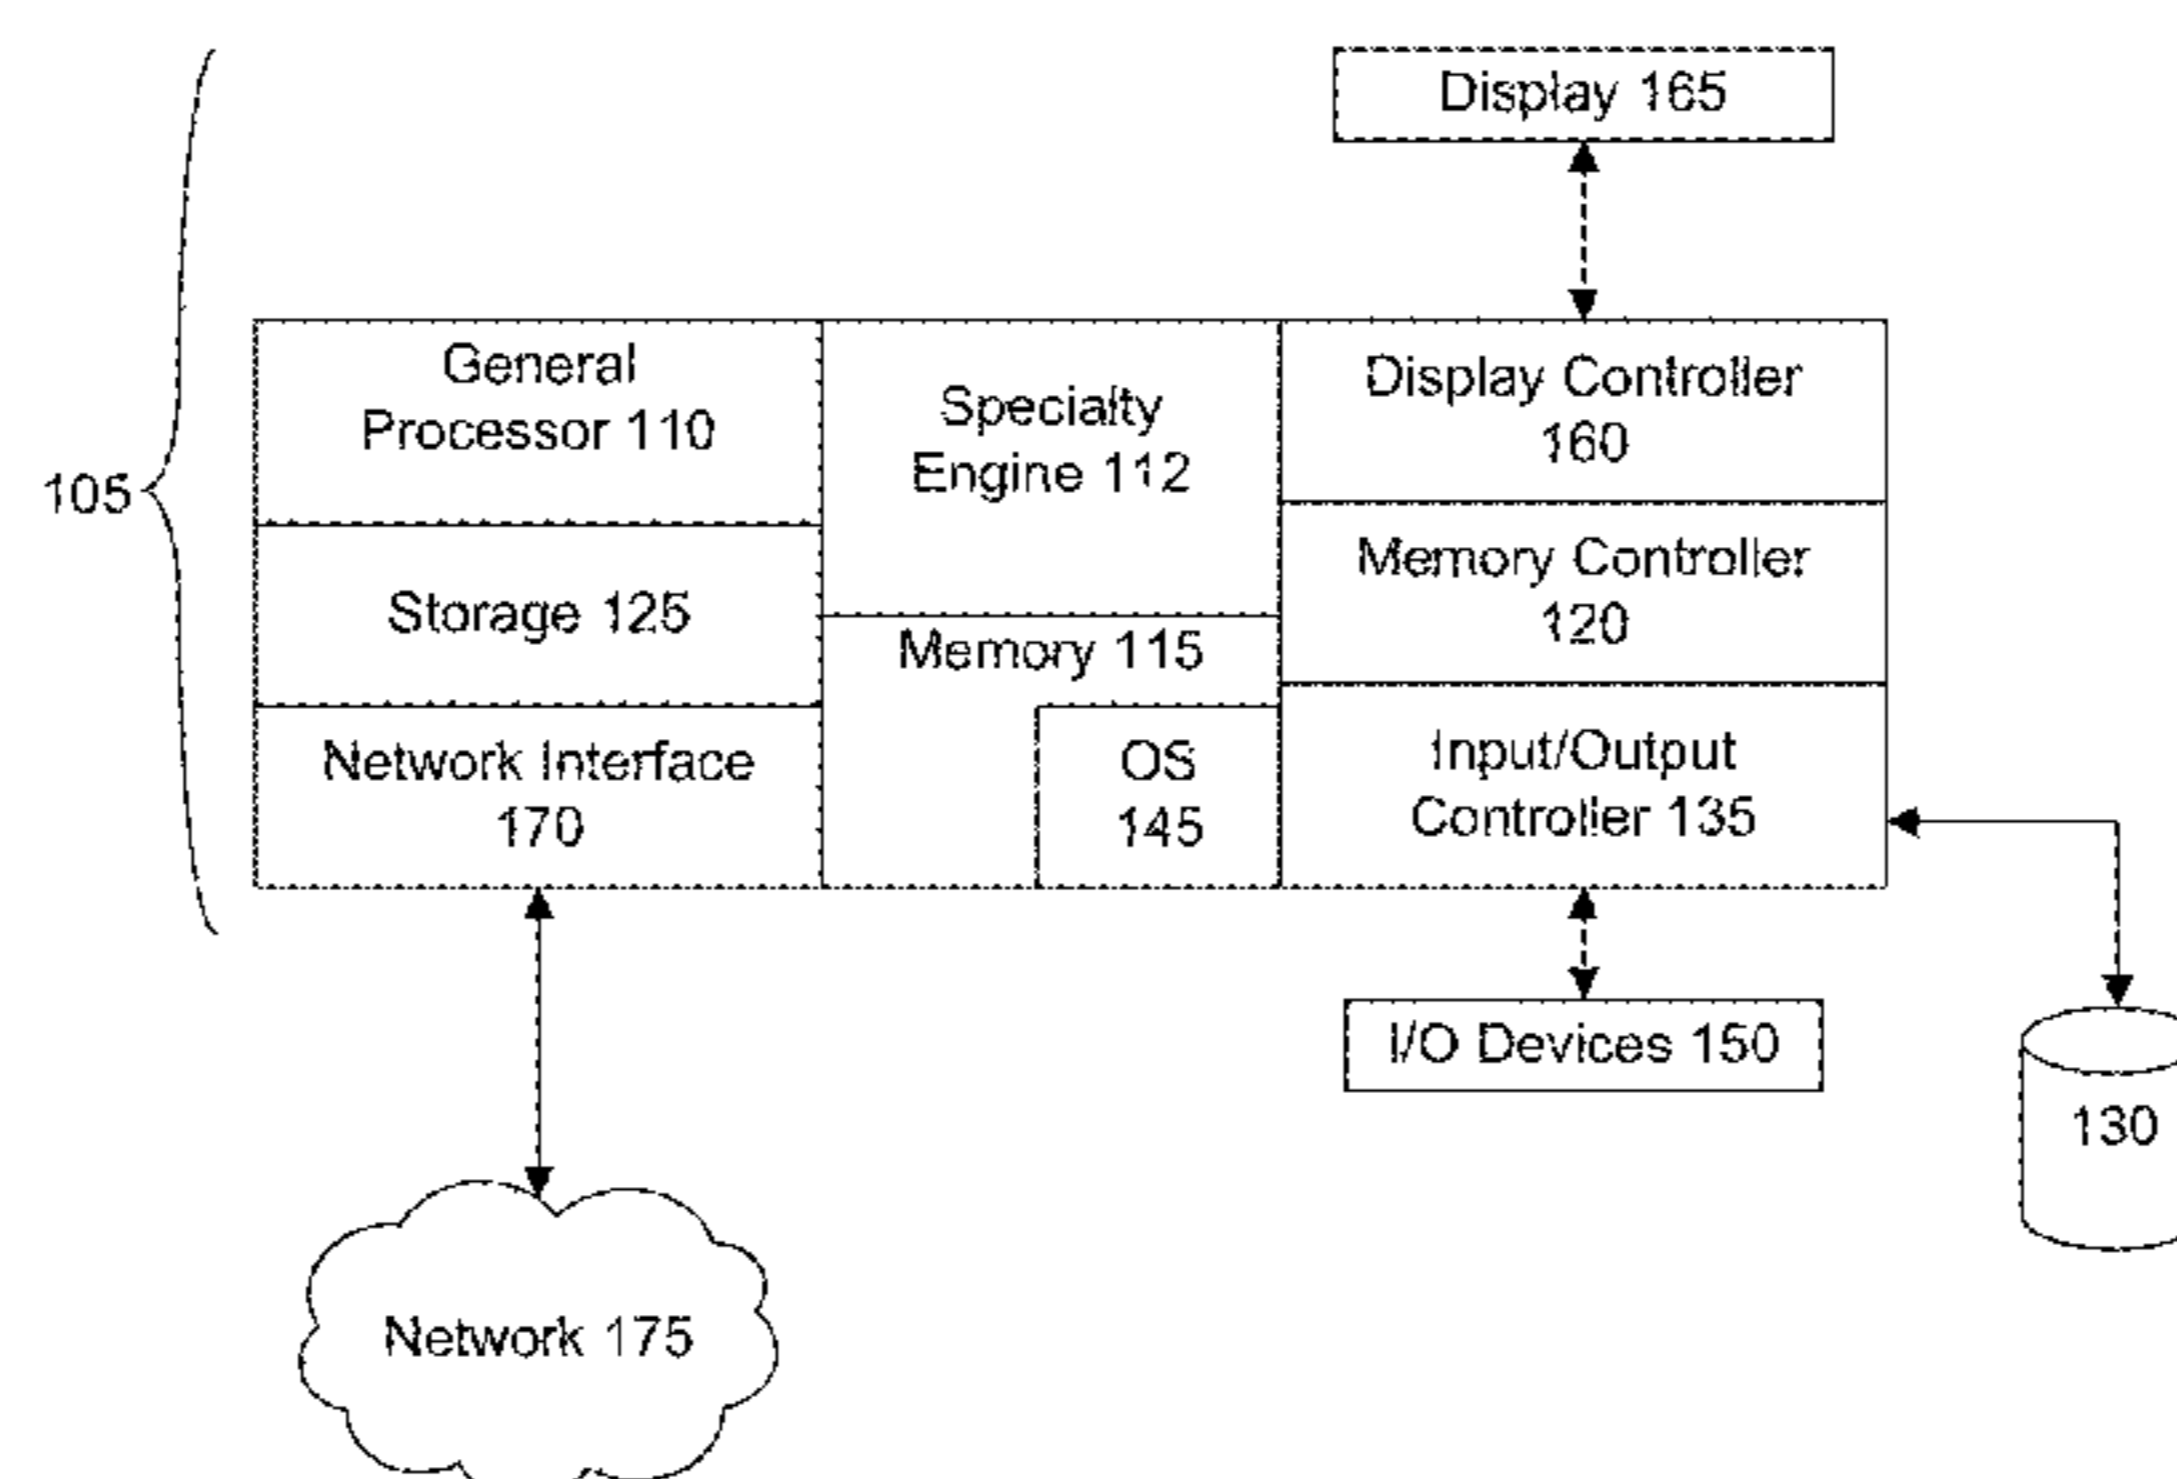 Display 165
105
General
Processor 110
Specialty
Engine 112
Display Controller
160
Storage 125
Memory Controller
120
Memory 115
Network Interface
170
OS
145
Input/Output
Controller 135
I/O Devices 150
130
Network 175